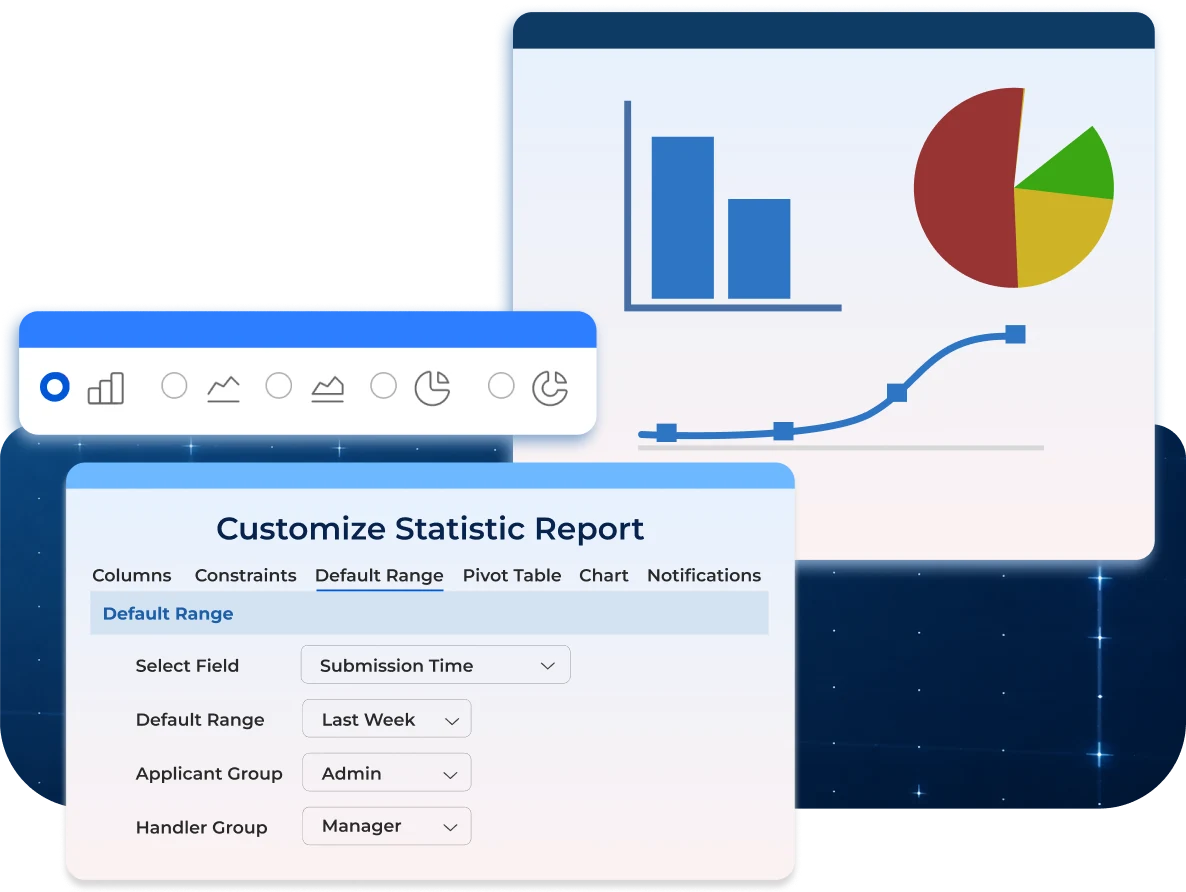 Customize Statistic Report
Columns Constraints Default Range Pivot Table Chart Notifications
Default Range
Select Field Submission Time
Default Range Last Week
Applicant Group Admin
Handler Group Manager